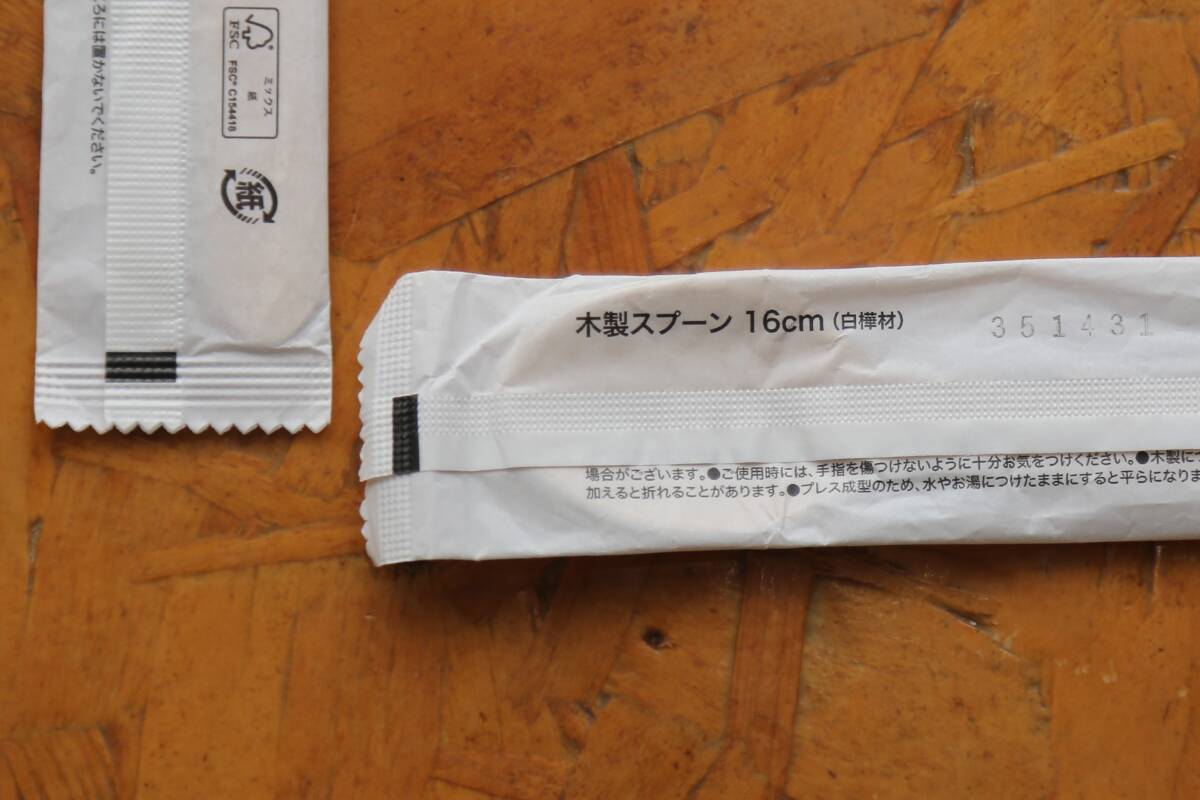 ろには置かないでください。
FSC
ミックス
紙
FSC® C154418
紙
木製スプーン 16cm（白樺材）
351431
場合がございます。●ご使用時には、手指を傷つけないように十分お気をつけください。●木製につ
加えると折れることがあります。●プレス成型のため、水やお湯につけたままにすると平らになりま